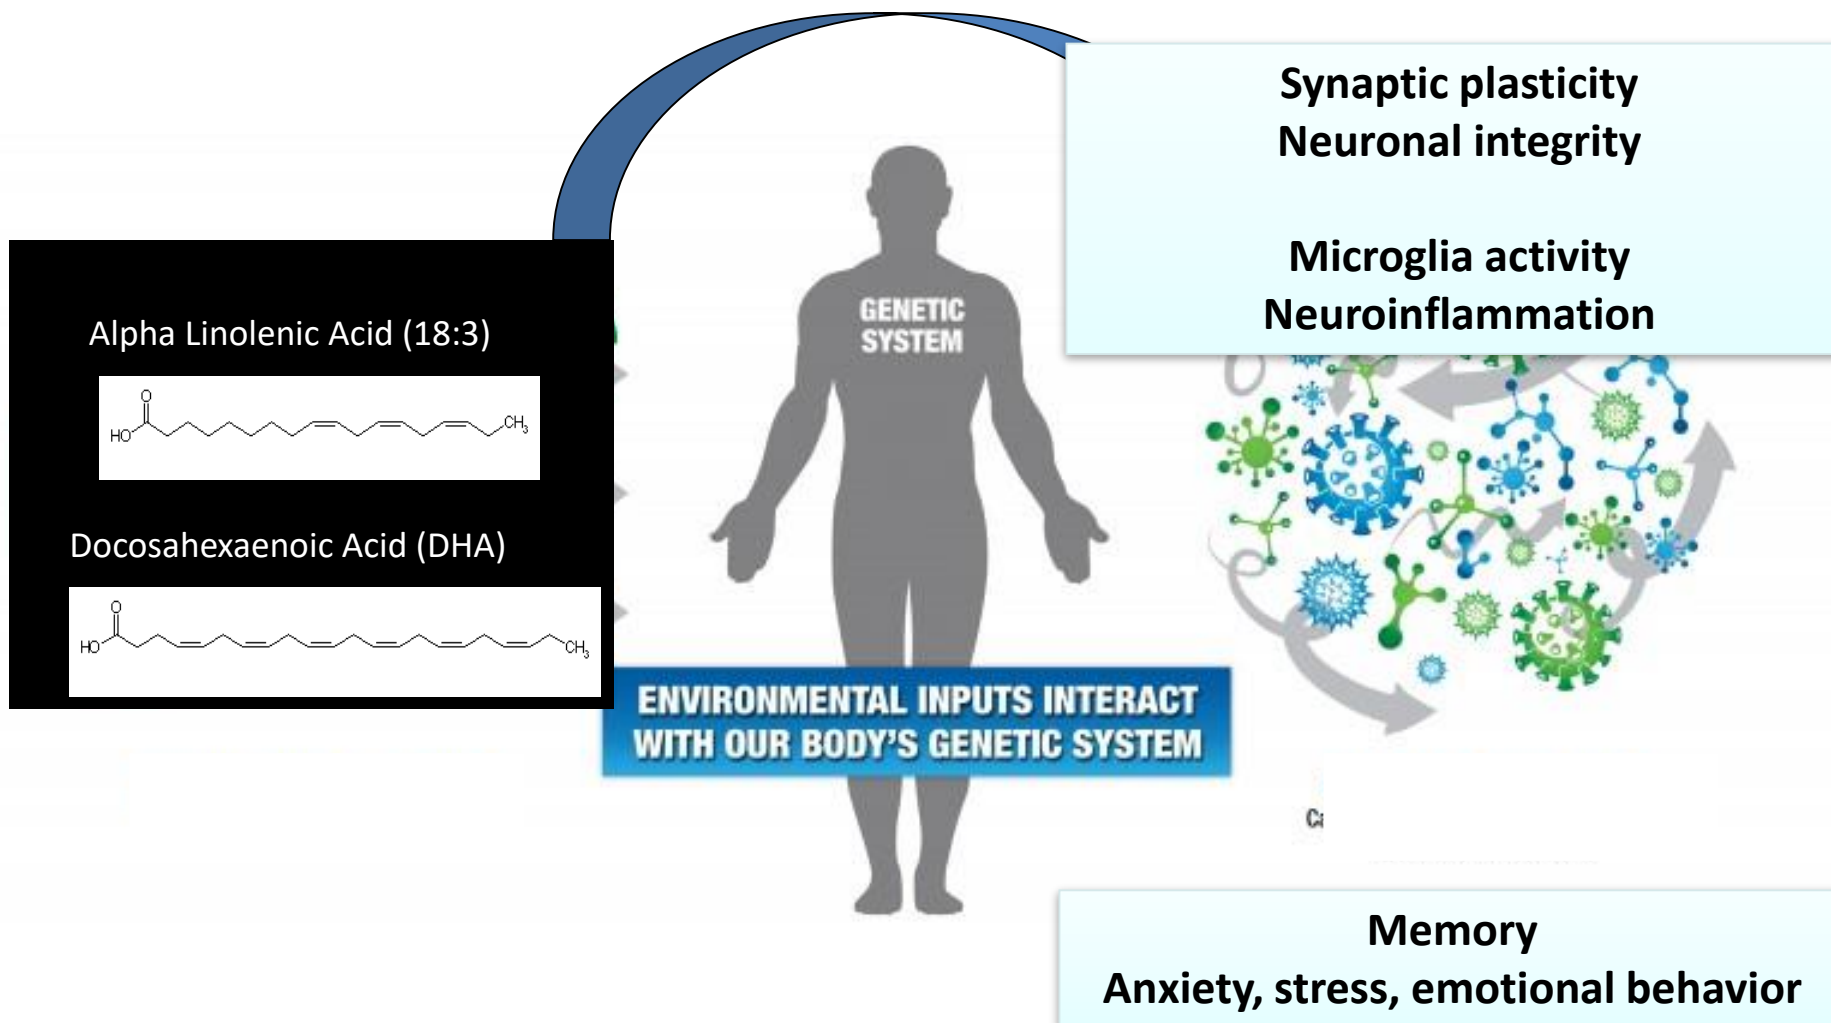 Synaptic plasticity
Neuronal integrity
Microglia activity
Neuroinflammation
GENETIC
SYSTEM
Alpha Linolenic Acid (18:3)
O
HO
CH3
Docosahexaenoic Acid (DHA)
O
HO
CH3
ENVIRONMENTAL INPUTS INTERACT
WITH OUR BODY'S GENETIC SYSTEM
Memory
Anxiety, stress, emotional behavior